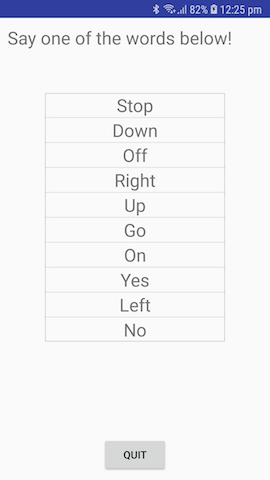 82% 12:25 pm
Say one of the words below!
Stop
Down
Off
Right
Up
Go
On
Yes
Left
No
QUIT